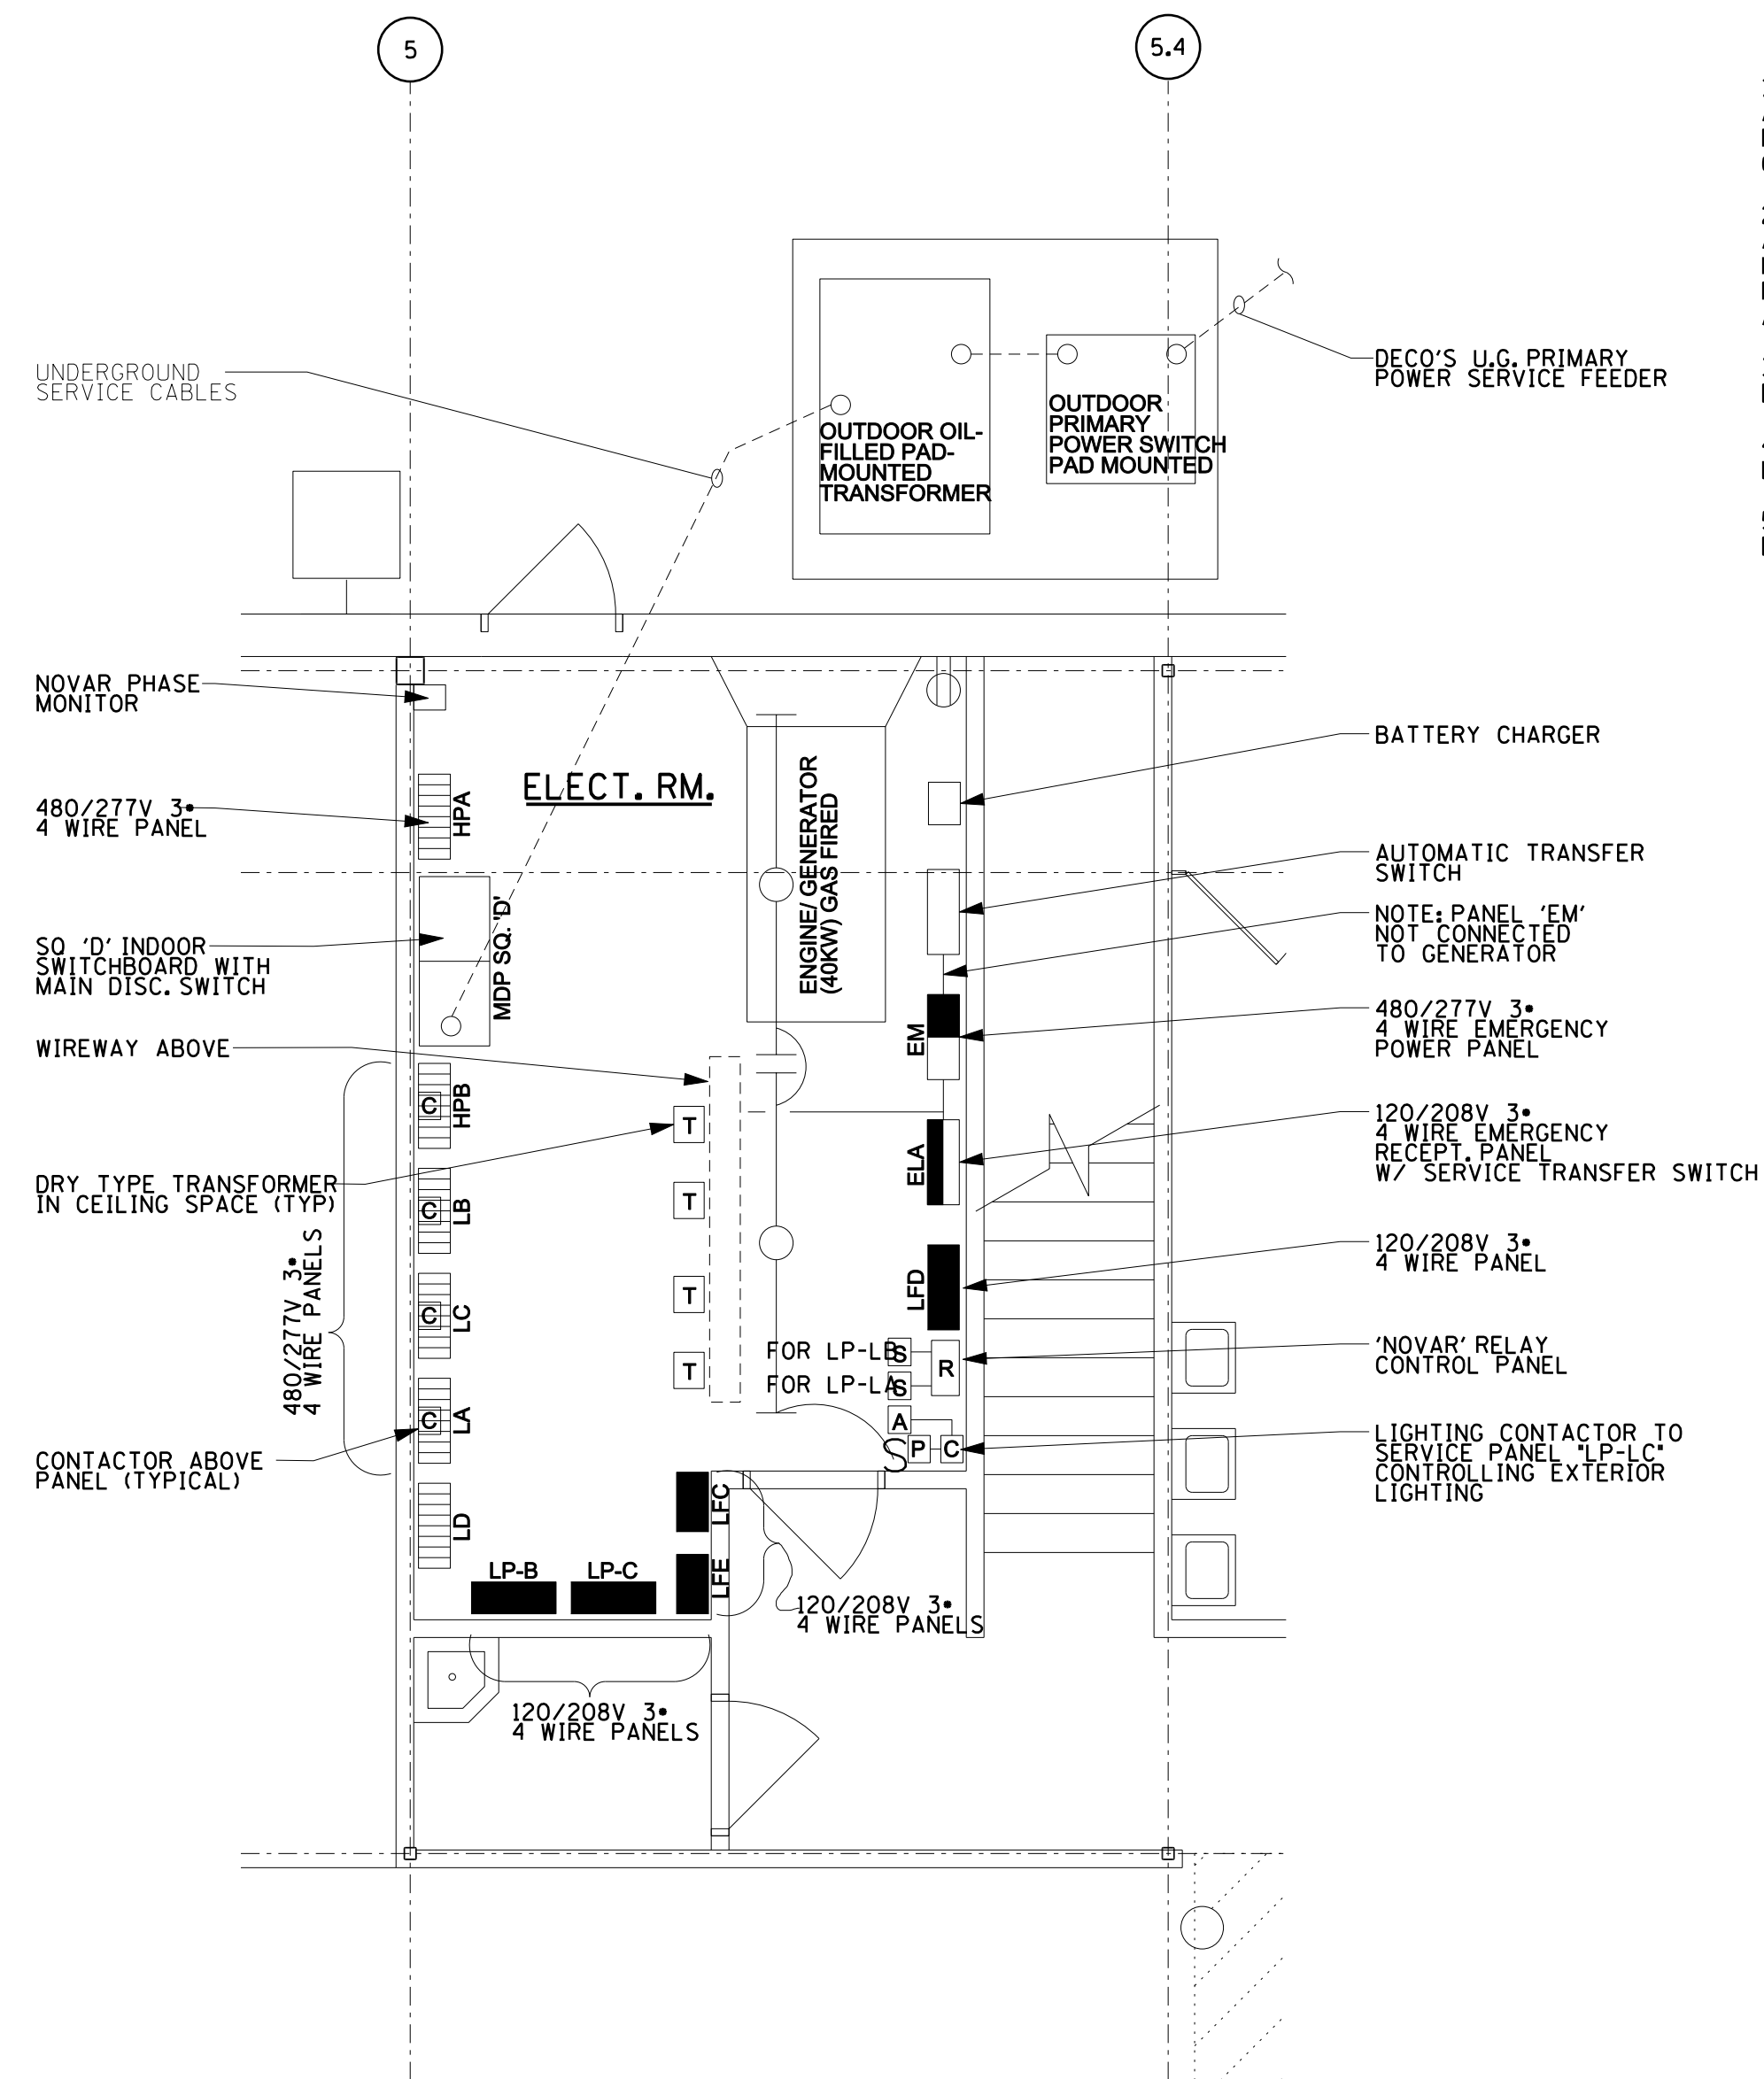 5
5.4
UNDERGROUND
SERVICE CABLES
OUTDOOR OIL-
FILLED PAD-
MOUNTED
TRANSFORMER
OUTDOOR
PRIMARY
POWER SWITCH
PAD MOUNTED
DECO'S U.G. PRIMARY
POWER SERVICE FEEDER
NOVAR PHASE
MONITOR
480/277V 3•
4 WIRE PANEL
HPA
ELECT. RM.
ENGINE/ GENERATOR
(40KW) GAS FIRED
BATTERY CHARGER
AUTOMATIC TRANSFER
SWITCH
NOTE: PANEL 'EM'
NOT CONNECTED
TO GENERATOR
SQ 'D' INDOOR
SWITCHBOARD WITH
MAIN DISC. SWITCH
MDP SQ. 'D'
EM
480/277V 3•
4 WIRE EMERGENCY
POWER PANEL
WIREWAY ABOVE
C
HPB
T
ELA
120/208V 3•
4 WIRE EMERGENCY
RECEPT. PANEL
W/ SERVICE TRANSFER SWITCH
DRY TYPE TRANSFORMER
IN CEILING SPACE (TYP)
C
LB
T
480/277V 3•
4 WIRE PANELS
C
LC
T
LFD
120/208V 3•
4 WIRE PANEL
T
FOR LP-LB
S
R
'NOVAR' RELAY
CONTROL PANEL
FOR LP-LA
S
C
LA
A
S
P
C
LIGHTING CONTACTOR TO
SERVICE PANEL "LP-LC"
CONTROLLING EXTERIOR
LIGHTING
CONTACTOR ABOVE
PANEL (TYPICAL)
LD
LFC
LP-B
LP-C
LFE
120/208V 3•
4 WIRE PANELS
120/208V 3•
4 WIRE PANELS